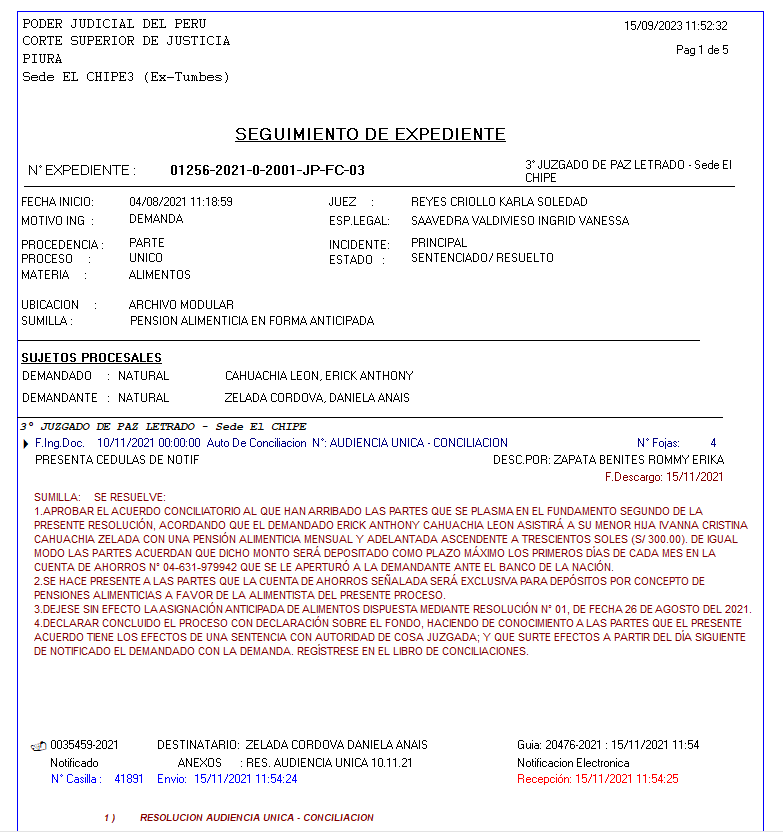 PODER JUDICIAL DEL PERU
15/09/2023 11:52:32
CORTE SUPERIOR DE JUSTICIA
Pag 1 de 5
PIURA
Sede EL CHIPE3 (Ex-Tumbes)
SEGUIMIENTO DE EXPEDIENTE
N° EXPEDIENTE : 01256-2021-0-2001-JP-FC-03 3° JUZGADO DE PAZ LETRADO - Sede El
CHIPE
FECHA INICIO: 04/08/2021 11:18:59 JUEZ : REYES CRIOLLO KARLA SOLEDAD
MOTIVO ING : DEMANDA ESP.LEGAL: SAAVEDRA VALDIVIESO INGRID VANESSA
PROCEDENCIA : PARTE INCIDENTE: PRINCIPAL
PROCESO : UNICO ESTADO : SENTENCIADO/ RESUELTO
MATERIA : ALIMENTOS
UBICACION : ARCHIVO MODULAR
SUMILLA : PENSION ALIMENTICIA EN FORMA ANTICIPADA
SUJETOS PROCESALES
DEMANDADO : NATURAL CAHUACHIA LEON, ERICK ANTHONY
DEMANDANTE : NATURAL ZELADA CORDOVA, DANIELA ANAIS
3° JUZGADO DE PAZ LETRADO - Sede El CHIPE
F.Ing.Doc. 10/11/2021 00:00:00 Auto De Conciliacion N°: AUDIENCIA UNICA - CONCILIACION N° Fojas: 4
PRESENTA CEDULAS DE NOTIF DESC.POR: ZAPATA BENITES ROMMY ERIKA
F.Descargo: 15/11/2021
SUMILLA: SE RESUELVE:
1.APROBAR EL ACUERDO CONCILIATORIO AL QUE HAN ARRIBADO LAS PARTES QUE SE PLASMA EN EL FUNDAMENTO SEGUNDO DE LA
PRESENTE RESOLUCIÓN, ACORDANDO QUE EL DEMANDADO ERICK ANTHONY CAHUACHIA LEON ASISTIRÁ A SU MENOR HIJA IVANNA CRISTINA
CAHUACHIA ZELADA CON UNA PENSIÓN ALIMENTICIA MENSUAL Y ADELANTADA ASCENDENTE A TRESCIENTOS SOLES (S/ 300.00). DE IGUAL
MODO LAS PARTES ACUERDAN QUE DICHO MONTO SERÁ DEPOSITADO COMO PLAZO MÁXIMO LOS PRIMEROS DÍAS DE CADA MES EN LA
CUENTA DE AHORROS N° 04-631-979942 QUE SE LE APERTURÓ A LA DEMANDANTE ANTE EL BANCO DE LA NACIÓN.
2.SE HACE PRESENTE A LAS PARTES QUE LA CUENTA DE AHORROS SEÑALADA SERÁ EXCLUSIVA PARA DEPÓSITOS POR CONCEPTO DE
PENSIONES ALIMENTICIAS A FAVOR DE LA ALIMENTISTA DEL PRESENTE PROCESO.
3.DEJESE SIN EFECTO LA ASIGNACIÓN ANTICIPADA DE ALIMENTOS DISPUESTA MEDIANTE RESOLUCIÓN N° 01, DE FECHA 26 DE AGOSTO DEL 2021.
4.DECLARAR CONCLUIDO EL PROCESO CON DECLARACIÓN SOBRE EL FONDO, HACIENDO DE CONOCIMIENTO A LAS PARTES QUE EL PRESENTE
ACUERDO TIENE LOS EFECTOS DE UNA SENTENCIA CON AUTORIDAD DE COSA JUZGADA; Y QUE SURTE EFECTOS A PARTIR DEL DÍA SIGUIENTE
DE NOTIFICADO EL DEMANDADO CON LA DEMANDA. REGÍSTRESE EN EL LIBRO DE CONCILIACIONES.
0035459-2021 DESTINATARIO: ZELADA CORDOVA DANIELA ANAIS Guia: 20476-2021 : 15/11/2021 11:54
Notificado ANEXOS : RES. AUDIENCIA UNICA 10.11.21 Notificacion Electronica
N° Casilla : 41891 Envio: 15/11/2021 11:54:24 Recepción: 15/11/2021 11:54:25
1 ) RESOLUCION AUDIENCIA UNICA - CONCILIACION